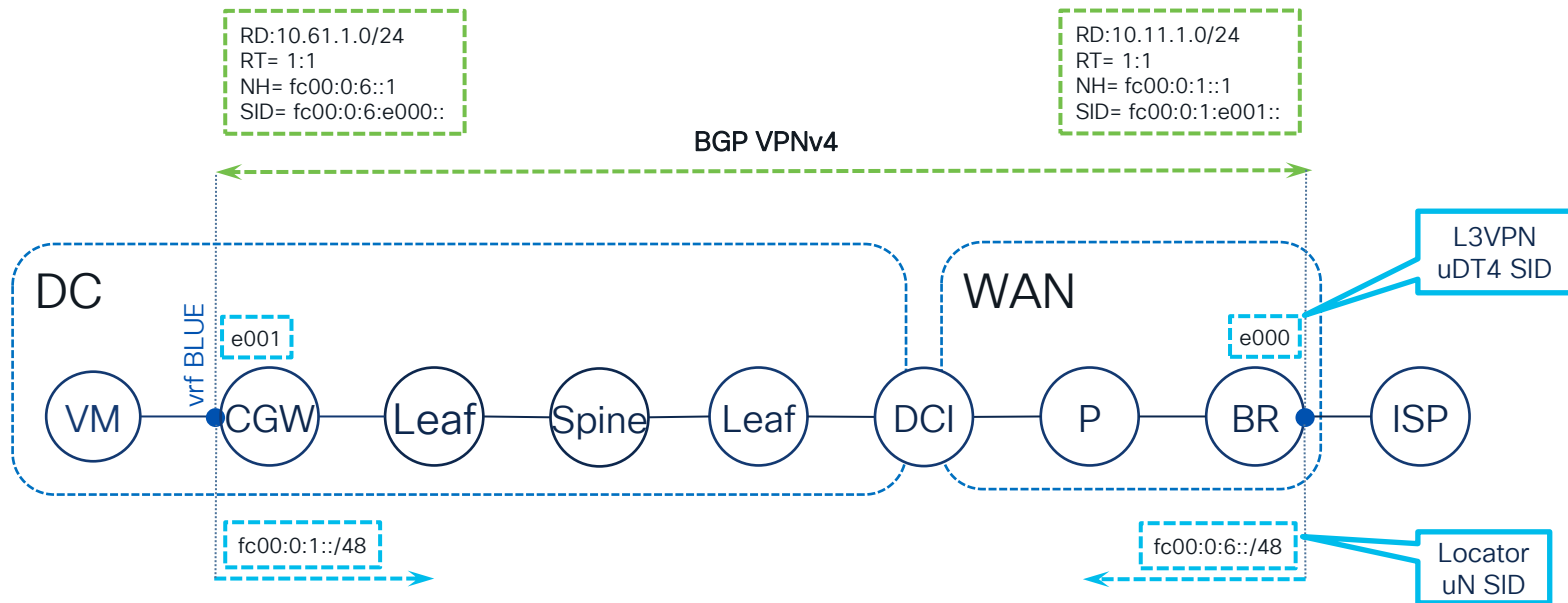 RD:10.61.1.0/24
RT= 1:1
NH= fc00:0:6::1
SID= fc00:0:6:e000::
RD:10.11.1.0/24
RT= 1:1
NH= fc00:0:1::1
SID= fc00:0:1:e001::
BGP VPNv4
L3VPN
uDT4 SID
DC
WAN
vrf BLUE
e001
e000
VM
CGW
Leaf
Spine
Leaf
DCI
P
BR
ISP
fc00:0:1::/48
fc00:0:6::/48
Locator
uN SID